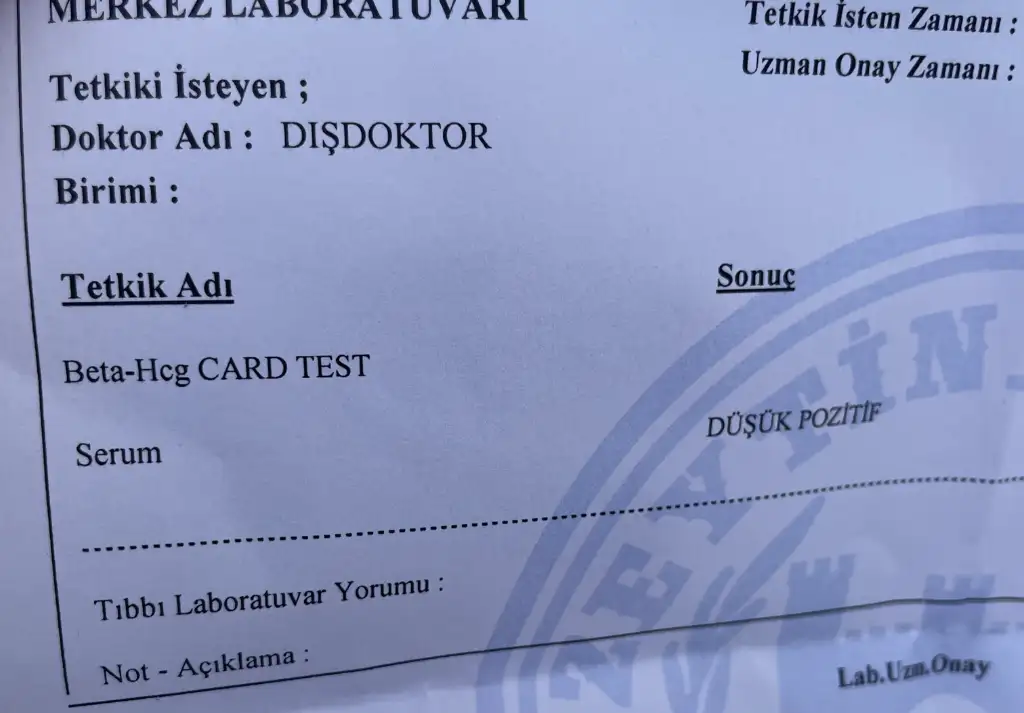 MERKEZ LABORATUVARI
Tetkik İstem Zamanı :
Uzman Onay Zamanı :
Tetkiki İsteyen ;
Doktor Adı : DIŞDOKTOR
Birimi :
Tetkik Adı Sonuç
Beta-Hcg CARD TEST
Serum DÜŞÜK POZİTİF
Tıbbı Laboratuvar Yorumu :
Not - Açıklama :
Lab.Uzm.Onay
ZEYTİN